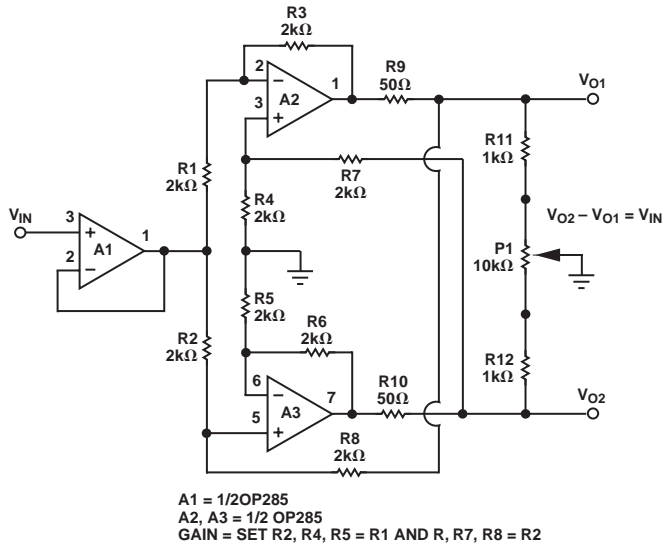 R3
2kΩ
2
−
A2
3
+
1
R9
50Ω
VO1
R11
1kΩ
R1
2kΩ
R7
2kΩ
R4
2kΩ
VIN
3
+
A1
1
2
−
VO2 – VO1 = VIN
P1
10kΩ
R5
2kΩ
R2
2kΩ
R6
2kΩ
R12
1kΩ
6
−
A3
5
+
7
R10
50Ω
VO2
R8
2kΩ
A1 = 1/2OP285
A2, A3 = 1/2 OP285
GAIN = SET R2, R4, R5 = R1 AND R, R7, R8 = R2